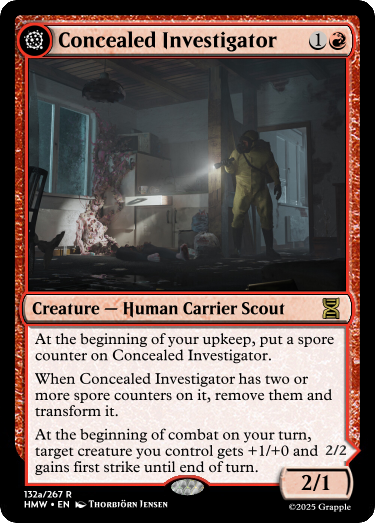 Concealed Investigator 1
Creature — Human Carrier Scout
At the beginning of your upkeep, put a spore
counter on Concealed Investigator.
When Concealed Investigator has two or
more spore counters on it, remove them and
transform it.
At the beginning of combat on your turn,
target creature you control gets +1/+0 and
gains first strike until end of turn.
2/2
2/1
132a/267 R
HMW • EN Thorbjörn Jensen
©2025 Grapple